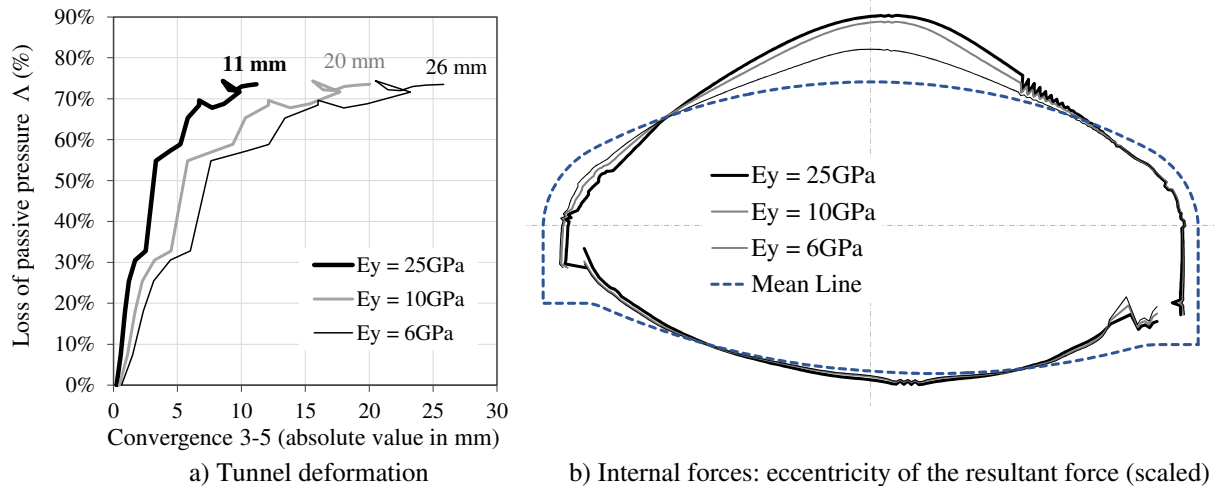 Loss of passive pressure Λ (%)
90%
80%
70%
60%
50%
40%
30%
20%
10%
0%
11 mm
20 mm
26 mm
Ey = 25GPa
Ey = 10GPa
Ey = 6GPa
0 5 10 15 20 25 30
Convergence 3-5 (absolute value in mm)
a) Tunnel deformation
Ey = 25GPa
Ey = 10GPa
Ey = 6GPa
Mean Line
b) Internal forces: eccentricity of the resultant force (scaled)